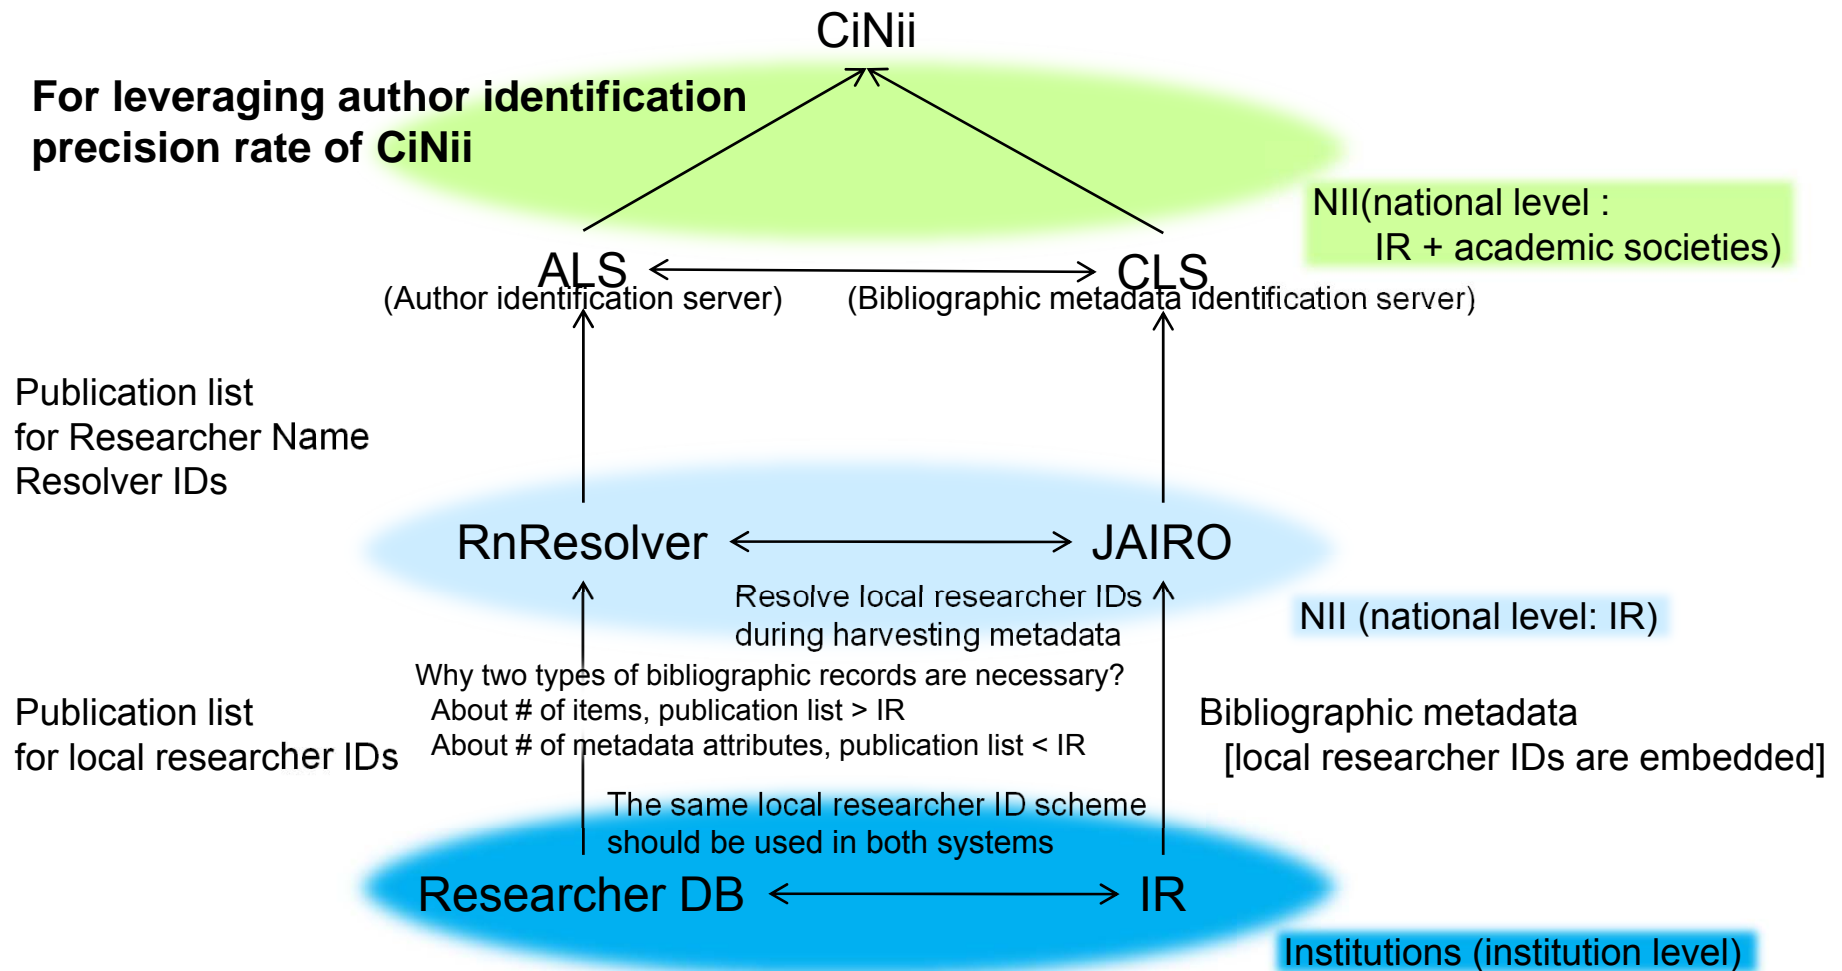 CiNii
For leveraging author identification
precision rate of CiNii
NII(national level :
IR + academic societies)
ALS
CLS
(Author identification server)
(Bibliographic metadata identification server)
Publication list
for Researcher Name
Resolver IDs
RnResolver
JAIRO
Resolve local researcher IDs
during harvesting metadata
NII (national level: IR)
Why two types of bibliographic records are necessary?
About # of items, publication list > IR
About # of metadata attributes, publication list < IR
Publication list
for local researcher IDs
Bibliographic metadata
[local researcher IDs are embedded]
The same local researcher ID scheme
should be used in both systems
Researcher DB
IR
Institutions (institution level)